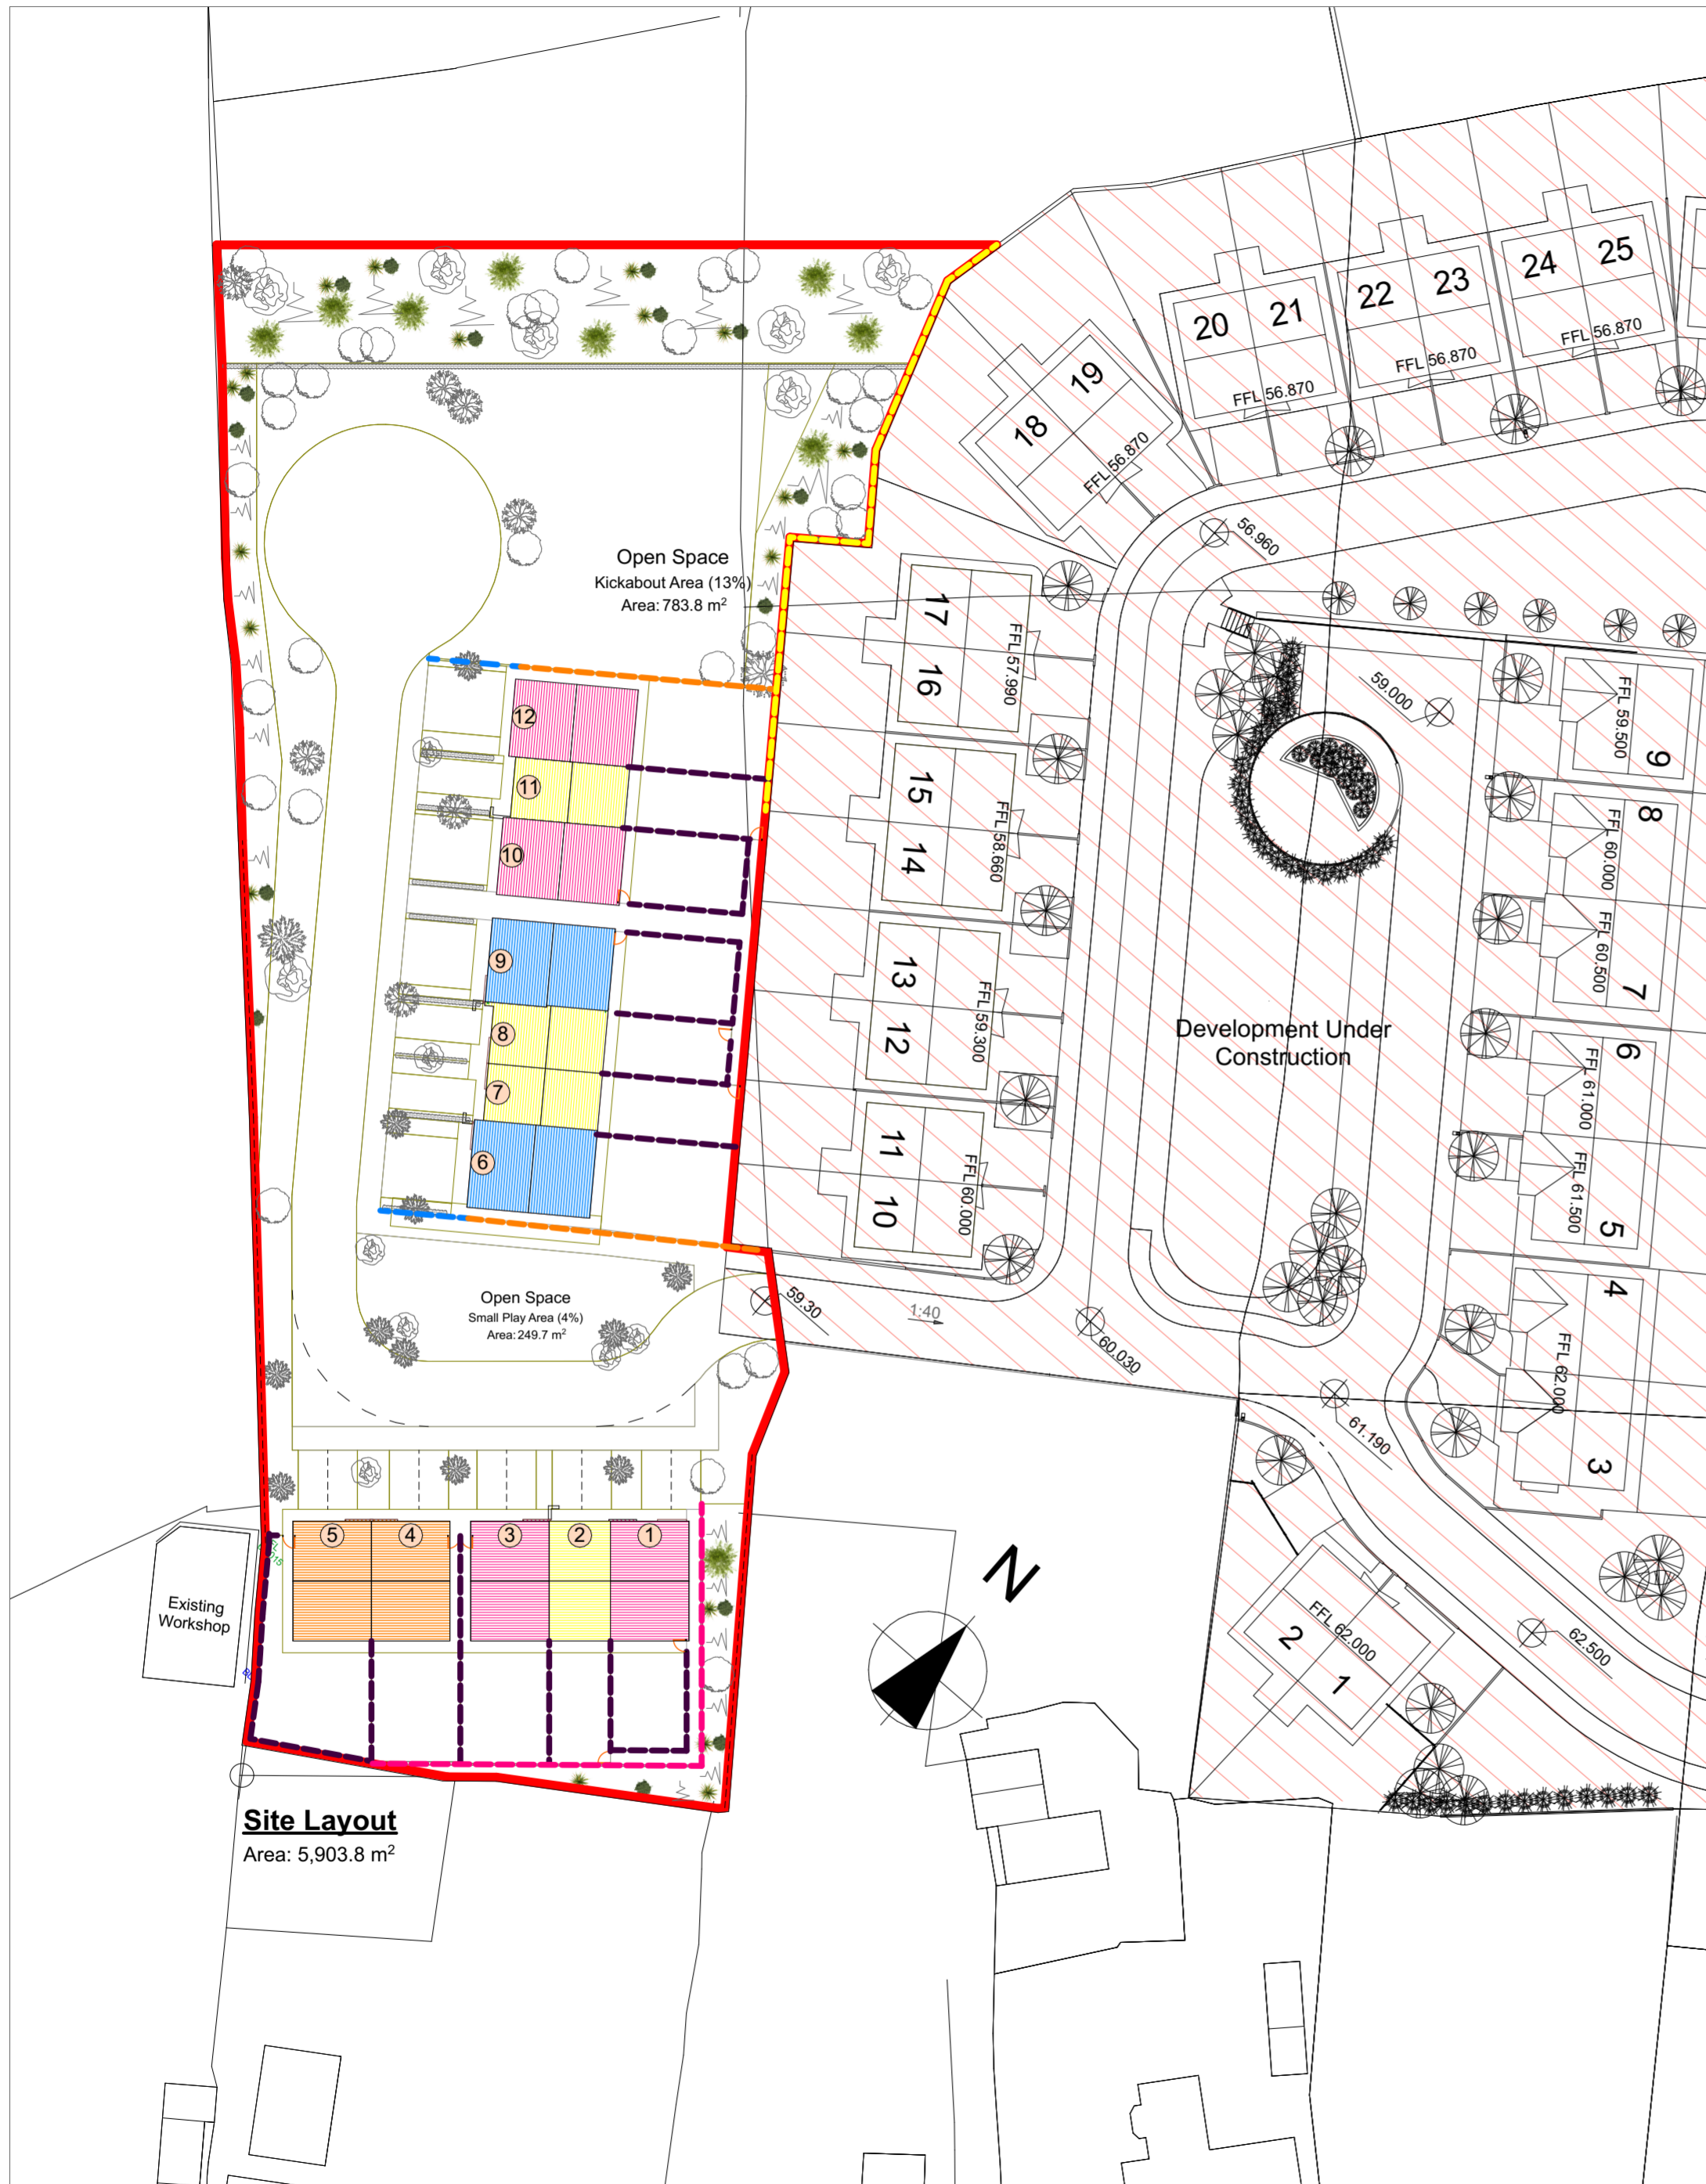 20
21
FFL 56.870
22
23
FFL 56.870
24
25
FFL 56.870
18
19
FFL 56.870
56.960
Open Space
Kickabout Area (13%)
Area: 783.8 m²
17
16
FFL 57.990
59.000
FFL 59.500
9
12
11
10
15
14
FFL 58.660
8
FFL 60.000
FFL 60.500
7
9
8
7
6
13
12
FFL 59.300
Development Under
Construction
6
FFL 61.000
FFL 61.500
5
11
10
FFL 60.000
Open Space
Small Play Area (4%)
Area: 249.7 m²
59.30
1:40
60.030
4
FFL 62.000
3
61.190
5
4
3
2
1
Existing
Workshop
N
2
1
FFL 62.000
62.500
Site Layout
Area: 5,903.8 m²